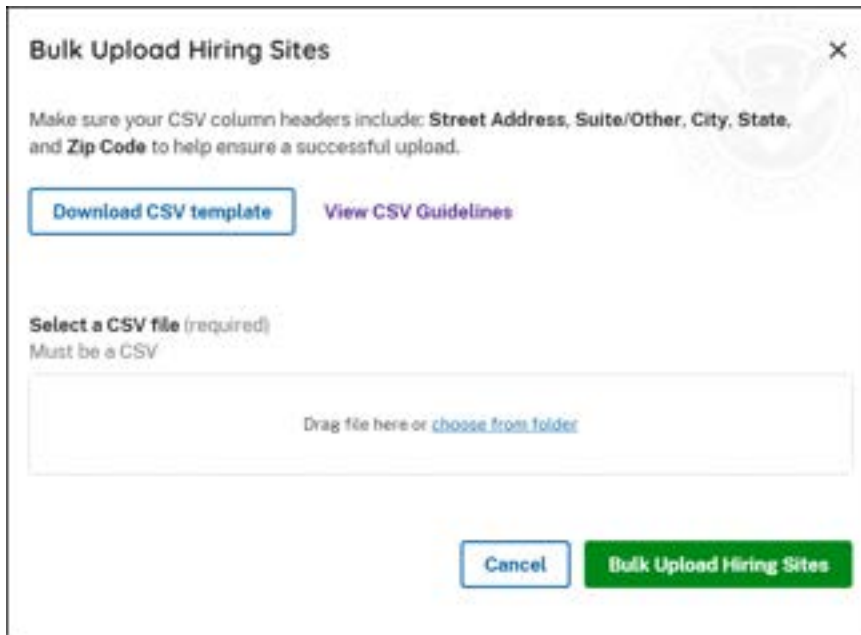 Bulk Upload Hiring Sites
Make sure your CSV column headers include: Street Address, Suite/Other, City, State,
and Zip Code to help ensure a successful upload.
Download CSV template View CSV Guidelines
Select a CSV file (required)
Must be a CSV
Drag file here or choose from folder
Cancel Bulk Upload Hiring Sites